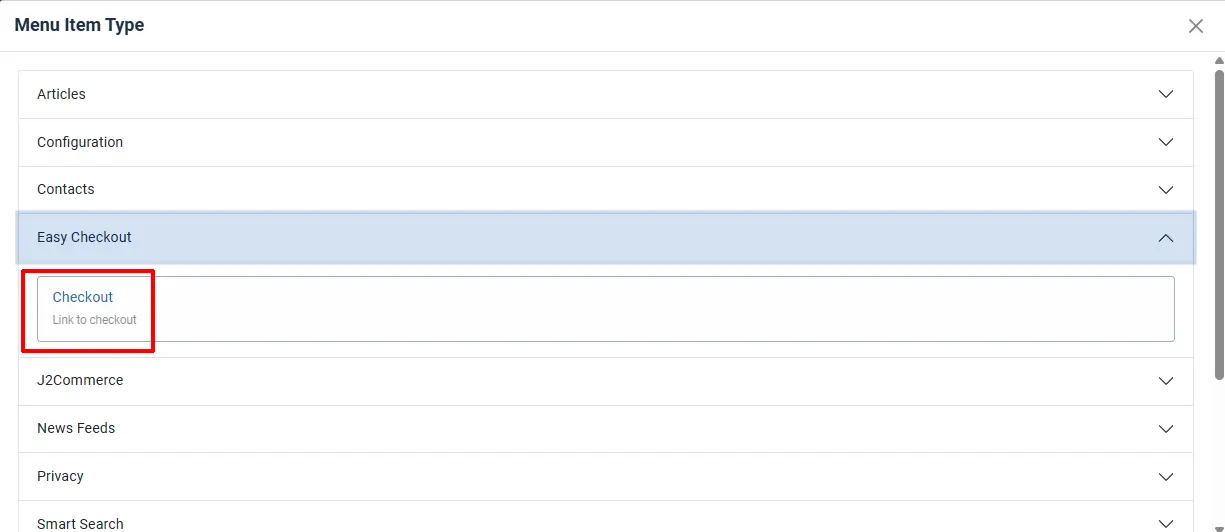 Menu Item Type
Articles
Configuration
Contacts
Easy Checkout
Checkout
Link to checkout
J2Commerce
News Feeds
Privacy
Smart Search